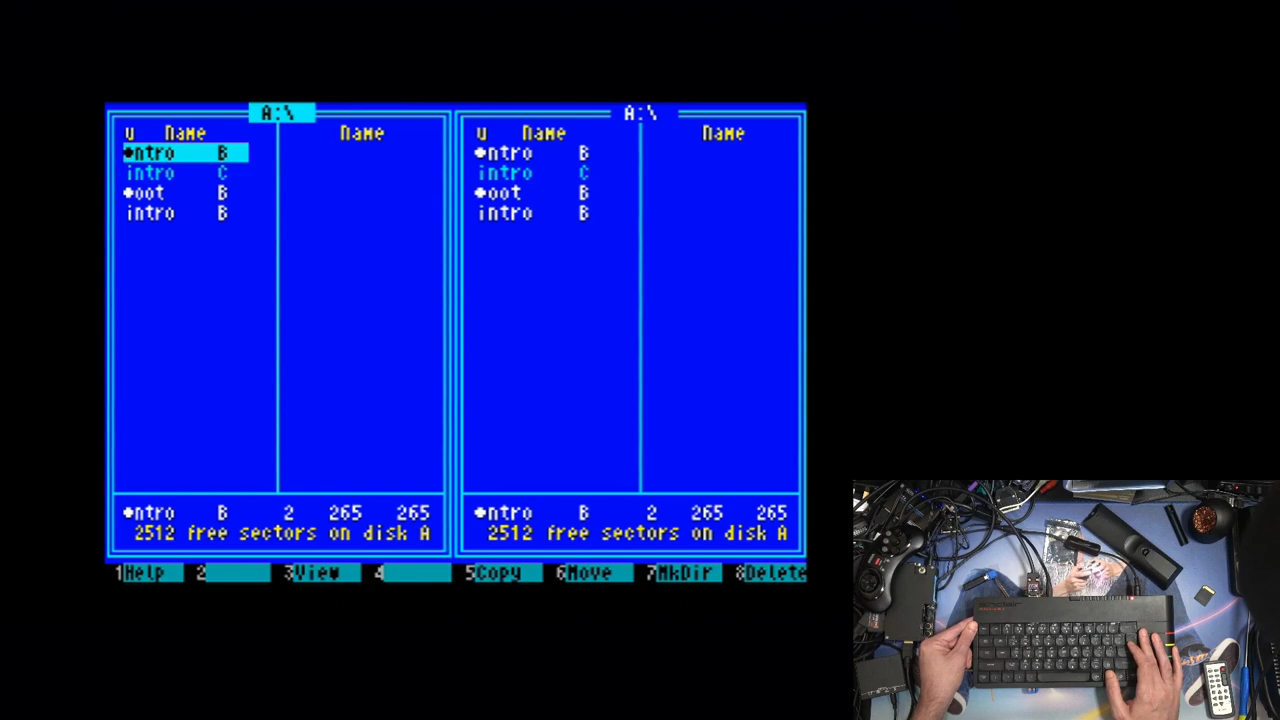 A:\ A:\
u Name Name u Name Name
ntro B ntro B
intro C intro C
oot B oot B
intro B intro B
ntro B 2 265 265 ntro B 2 265 265
2512 free sectors on disk A 2512 free sectors on disk A
1Help 2 3View 4 5Copy 6Move 7MkDir 8Delete
sinclair